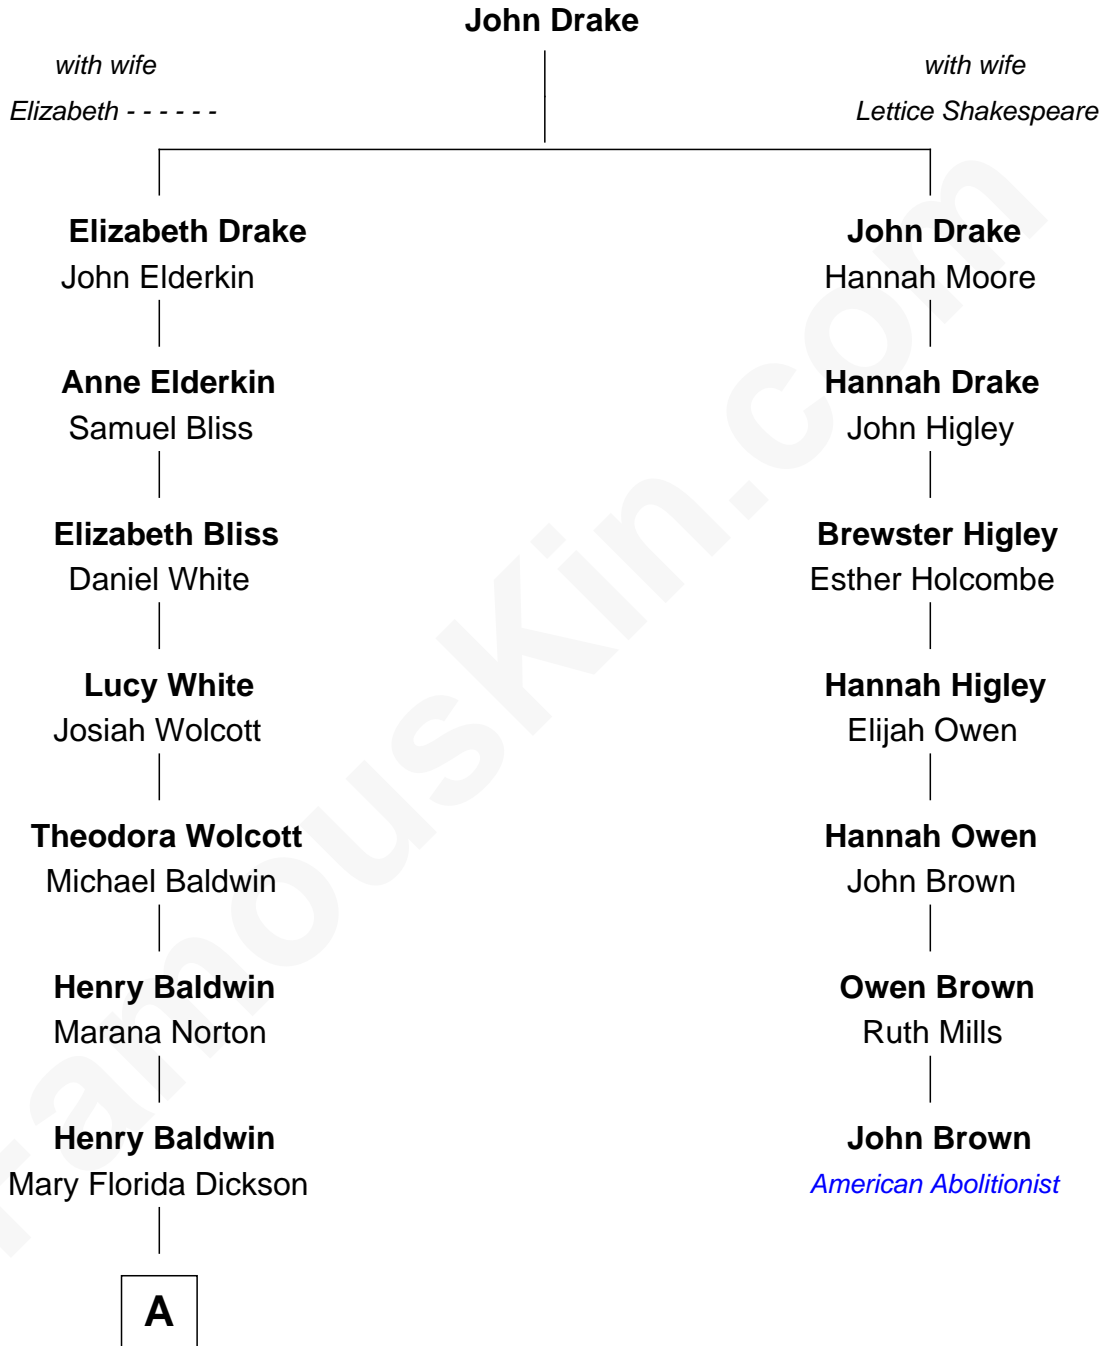 John Drake
with wife
Elizabeth - - - - - -
with wife
Lettice Shakespeare
Elizabeth Drake
John Elderkin
John Drake
Hannah Moore
Anne Elderkin
Samuel Bliss
Hannah Drake
John Higley
Elizabeth Bliss
Daniel White
Brewster Higley
Esther Holcombe
Lucy White
Josiah Wolcott
Hannah Higley
Elijah Owen
Theodora Wolcott
Michael Baldwin
Hannah Owen
John Brown
Henry Baldwin
Marana Norton
Owen Brown
Ruth Mills
Henry Baldwin
Mary Florida Dickson
John Brown
American Abolitionist
A
FamousKin.com